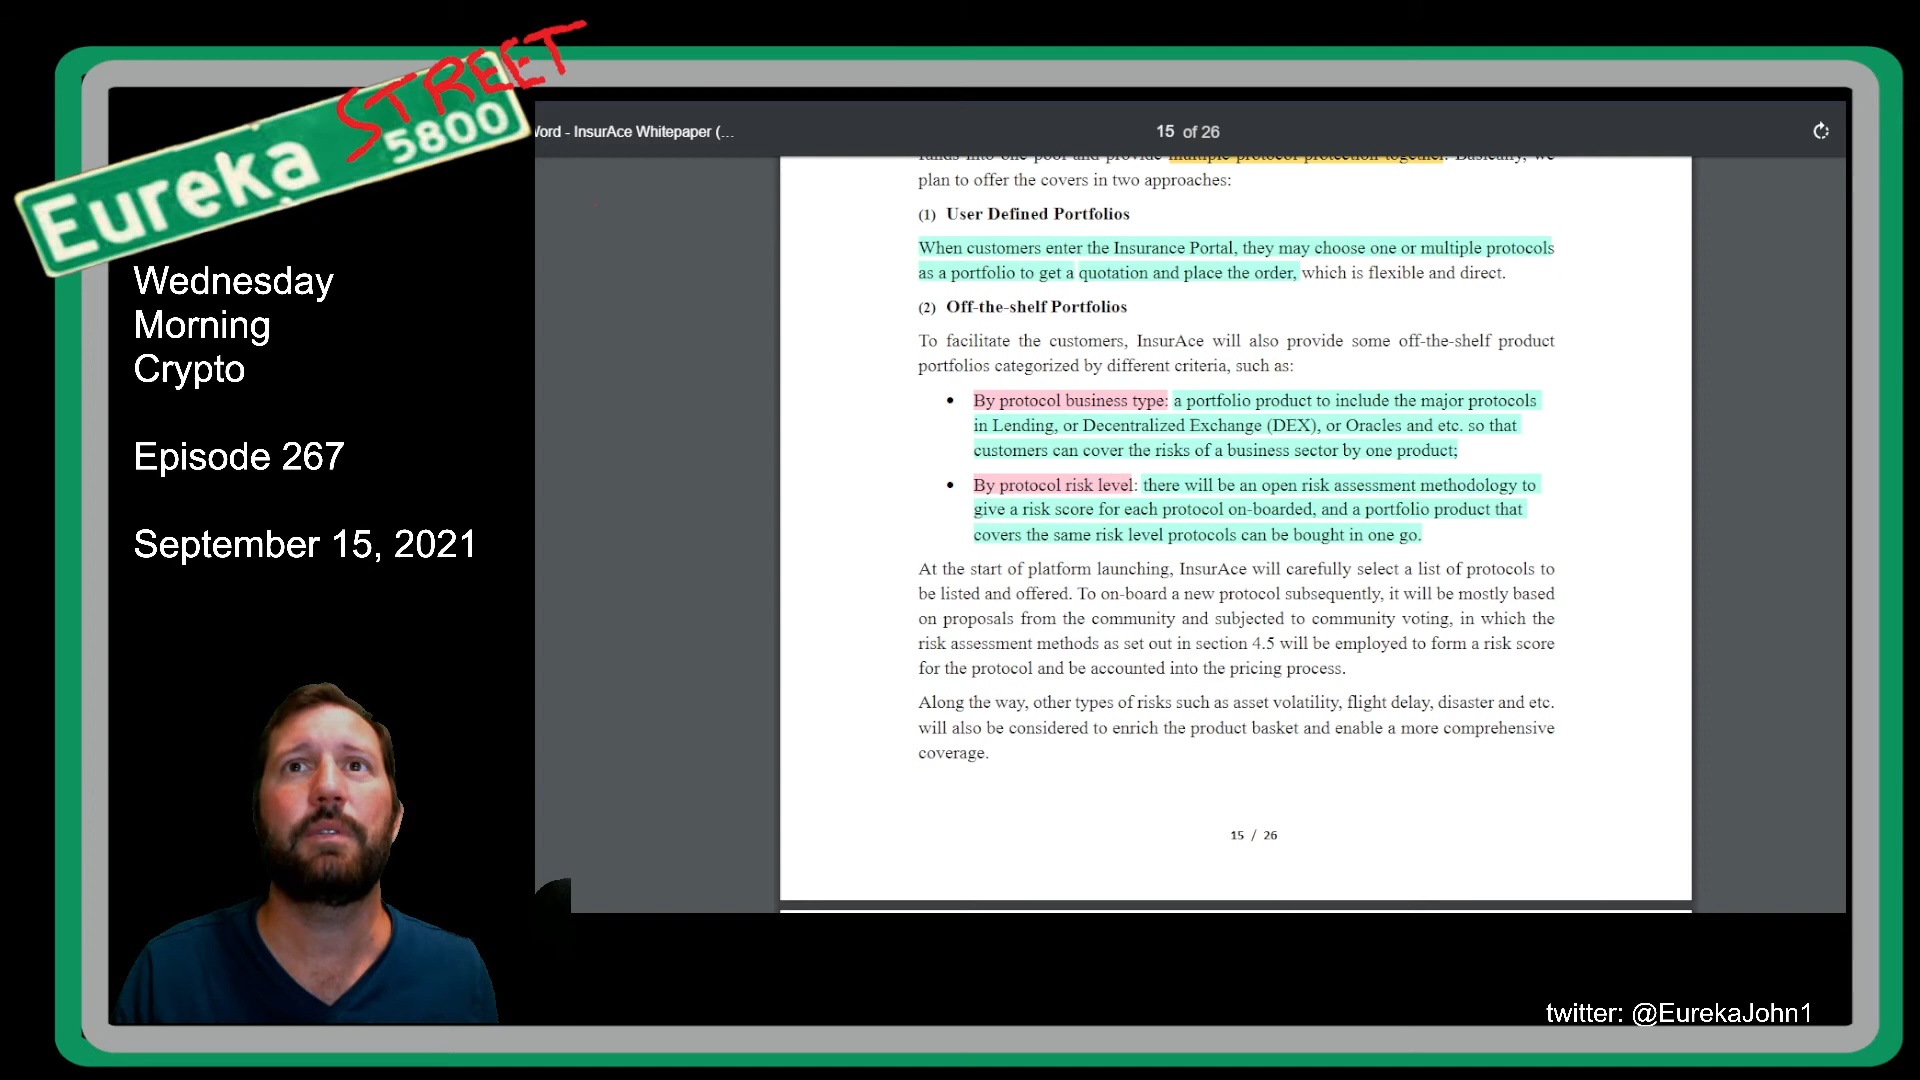 Eureka
STREET
5800
Wednesday
Morning
Crypto
Episode 267
September 15, 2021
Word - InsurAce Whitepaper (...
15 of 26
funds into one pool and provide multiple protocol protection together. Basically, we
plan to offer the covers in two approaches:
(1) User Defined Portfolios
When customers enter the Insurance Portal, they may choose one or multiple protocols
as a portfolio to get a quotation and place the order, which is flexible and direct.
(2) Off-the-shelf Portfolios
To facilitate the customers, InsurAce will also provide some off-the-shelf product
portfolios categorized by different criteria, such as:
• By protocol business type: a portfolio product to include the major protocols
in Lending, or Decentralized Exchange (DEX), or Oracles and etc. so that
customers can cover the risks of a business sector by one product;
• By protocol risk level: there will be an open risk assessment methodology to
give a risk score for each protocol on-boarded, and a portfolio product that
covers the same risk level protocols can be bought in one go.
At the start of platform launching, InsurAce will carefully select a list of protocols to
be listed and offered. To on-board a new protocol subsequently, it will be mostly based
on proposals from the community and subjected to community voting, in which the
risk assessment methods as set out in section 4.5 will be employed to form a risk score
for the protocol and be accounted into the pricing process.
Along the way, other types of risks such as asset volatility, flight delay, disaster and etc.
will also be considered to enrich the product basket and enable a more comprehensive
coverage.
15 / 26
twitter: @EurekaJohn1